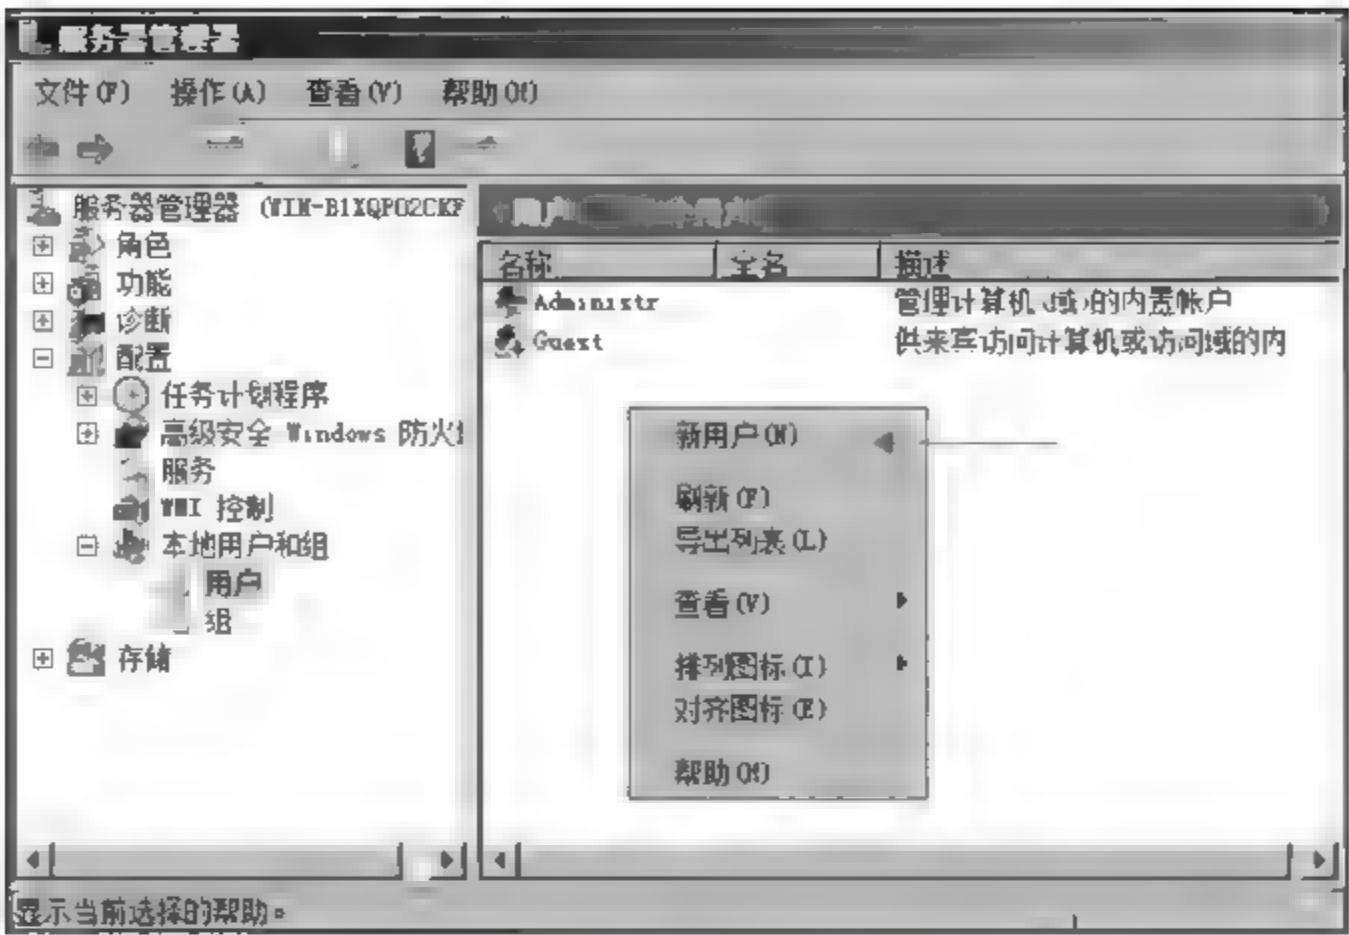 服务器管理器
文件(F) 操作(A) 查看(V) 帮助(H)
服务器管理器 (WIN-B1XQPO2CKF
角色
功能
诊断
配置
任务计划程序
高级安全 Windows 防火
服务
WMI 控制
本地用户和组
用户
组
存储
用户
名称 全名 描述
Administr 管理计算机(域)的内置帐户
Guest 供来宾访问计算机或访问域的内
新用户(N)
刷新(F)
导出列表(L)
查看(V)
排列图标(I)
对齐图标(E)
帮助(H)
显示当前选择的帮助。